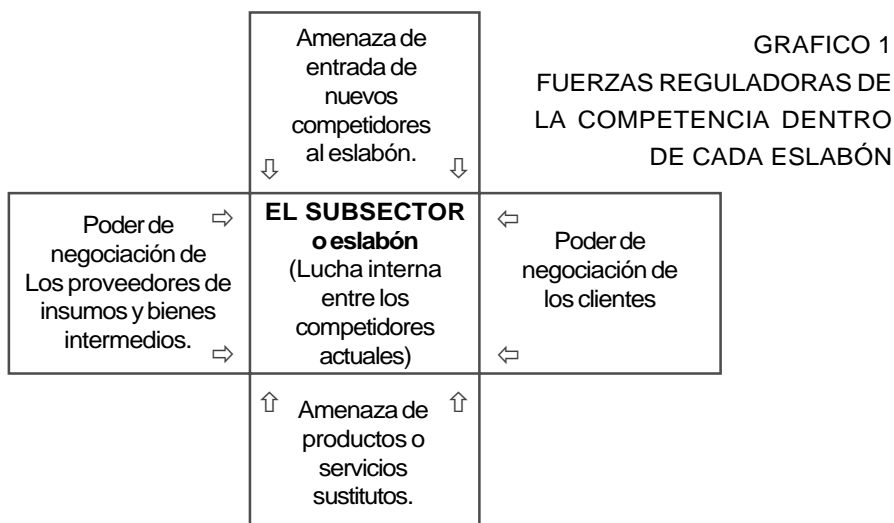 GRAFICO 1
FUERZAS REGULADORAS DE
LA COMPETENCIA DENTRO
DE CADA ESLABÓN
Amenaza de
entrada de
nuevos
competidores
al eslabón.
Poder de
negociación de
Los proveedores de
insumos y bienes
intermedios.
EL SUBSECTOR
o eslabón
(Lucha interna
entre los
competidores
actuales)
Poder de
negociación de
los clientes
Amenaza de
productos o
servicios
sustitutos.